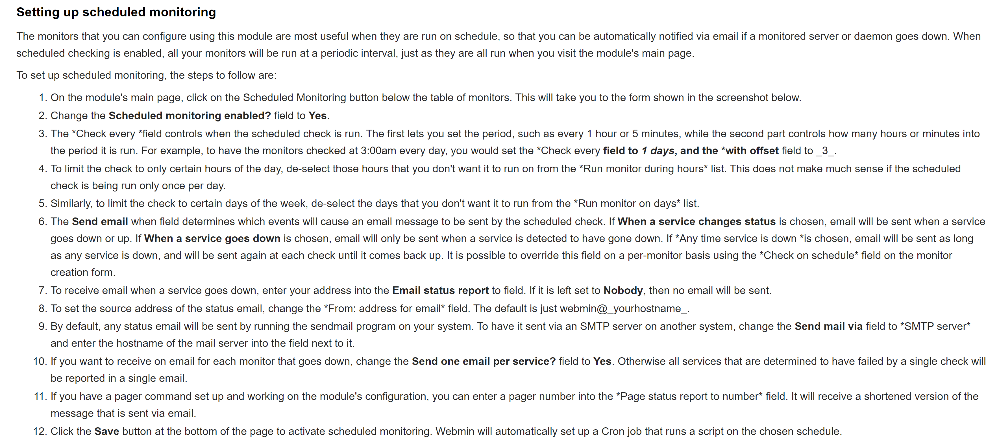 Setting up scheduled monitoring
The monitors that you can configure using this module are most useful when they are run on schedule, so that you can be automatically notified via email if a monitored server or daemon goes down. When
scheduled checking is enabled, all your monitors will be run at a periodic interval, just as they are all run when you visit the module's main page.
To set up scheduled monitoring, the steps to follow are:
1. On the module's main page, click on the Scheduled Monitoring button below the table of monitors. This will take you to the form shown in the screenshot below.
2. Change the Scheduled monitoring enabled? field to Yes.
3. The *Check every *field controls when the scheduled check is run. The first lets you set the period, such as every 1 hour or 5 minutes, while the second part controls how many hours or minutes into
the period it is run. For example, to have the monitors checked at 3:00am every day, you would set the *Check every field to 1 days, and the *with offset field to _3_.
4. To limit the check to only certain hours of the day, de-select those hours that you don't want it to run on from the *Run monitor during hours* list. This does not make much sense if the scheduled
check is being run only once per day.
5. Similarly, to limit the check to certain days of the week, de-select the days that you don't want it to run from the *Run monitor on days* list.
6. The Send email when field determines which events will cause an email message to be sent by the scheduled check. If When a service changes status is chosen, email will be sent when a service
goes down or up. If When a service goes down is chosen, email will only be sent when a service is detected to have gone down. If *Any time service is down *is chosen, email will be sent as long
as any service is down, and will be sent again at each check until it comes back up. It is possible to override this field on a per-monitor basis using the *Check on schedule* field on the monitor
creation form.
7. To receive email when a service goes down, enter your address into the Email status report to field. If it is left set to Nobody, then no email will be sent.
8. To set the source address of the status email, change the *From: address for email* field. The default is just webmin@_yourhostname_.
9. By default, any status email will be sent by running the sendmail program on your system. To have it sent via an SMTP server on another system, change the Send mail via field to *SMTP server*
and enter the hostname of the mail server into the field next to it.
10. If you want to receive on email for each monitor that goes down, change the Send one email per service? field to Yes. Otherwise all services that are determined to have failed by a single check will
be reported in a single email.
11. If you have a pager command set up and working on the module's configuration, you can enter a pager number into the *Page status report to number* field. It will receive a shortened version of the
message that is sent via email.
12. Click the Save button at the bottom of the page to activate scheduled monitoring. Webmin will automatically set up a Cron job that runs a script on the chosen schedule.